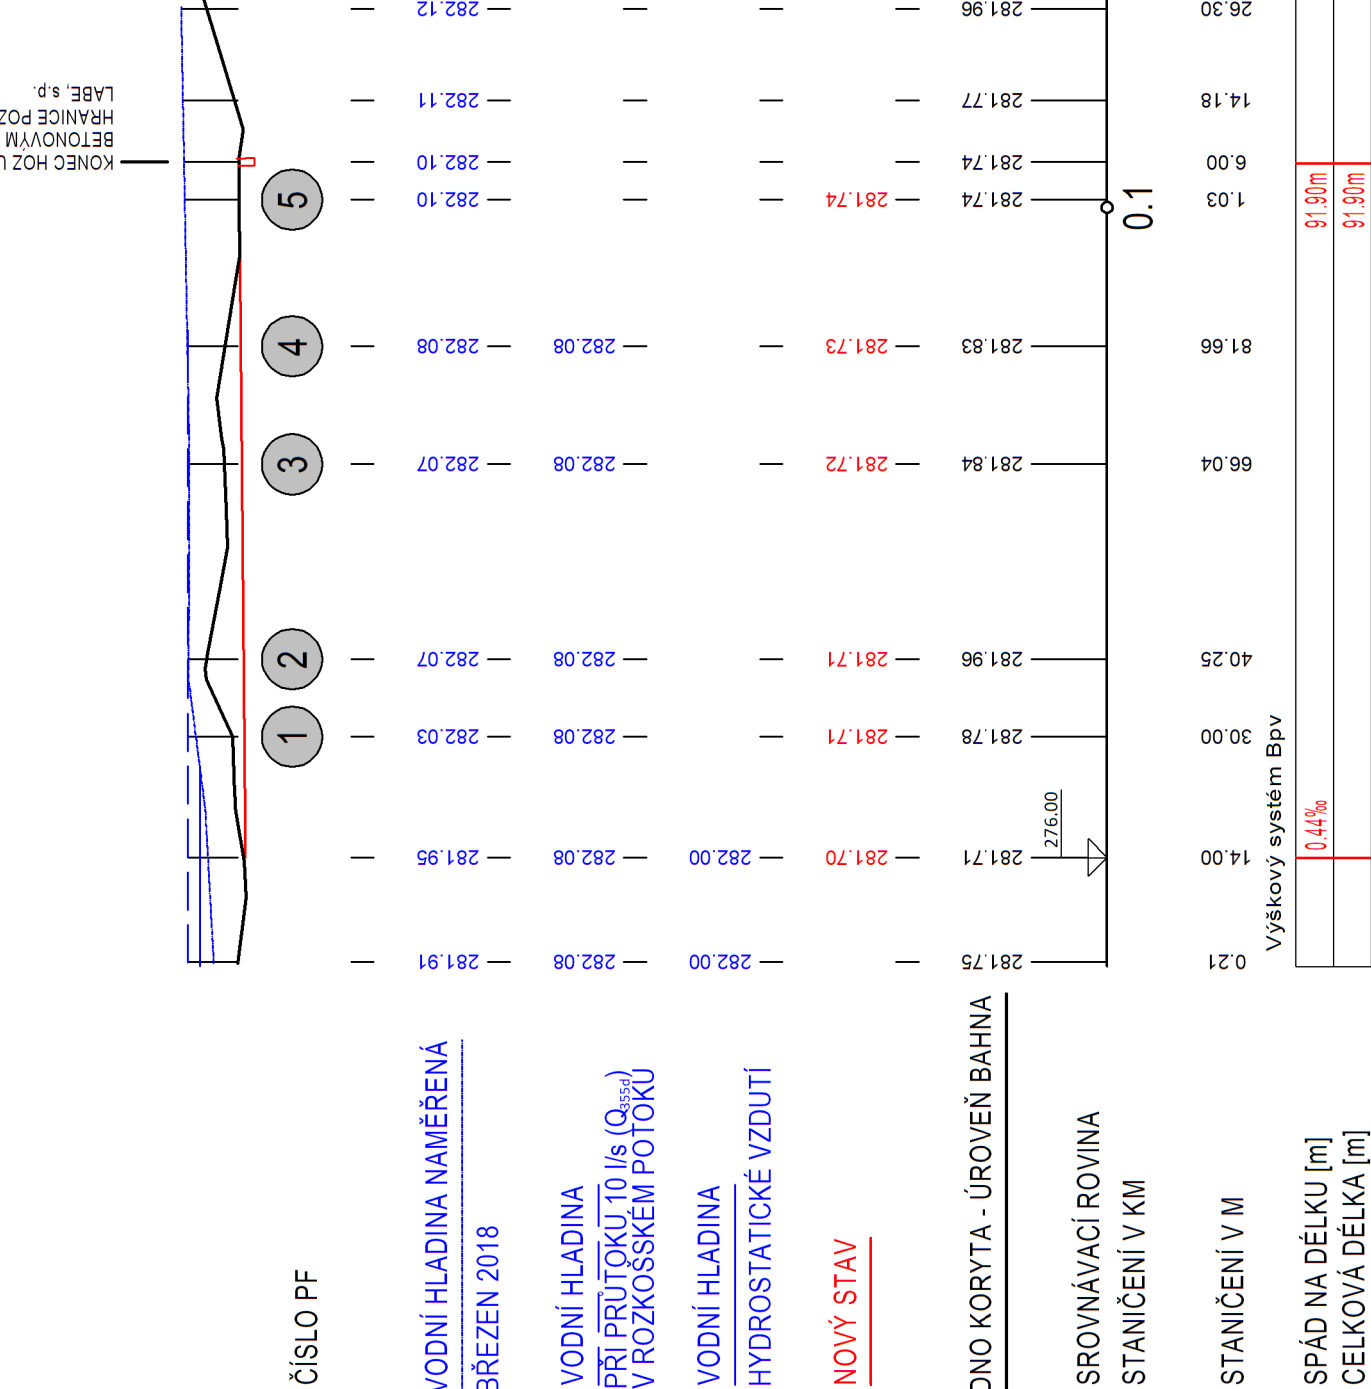 KONEC HOZ
BETONOVÝM
HRANICE
LABE, s.p.
ČÍSLO PF
1 2 3 4 5
VODNÍ HLADINA NAMĚŘENÁ
BŘEZEN 2018
281.91 281.95 282.03 282.07 282.07 282.08 282.10 282.10 282.11 282.12
VODNÍ HLADINA
PŘI PRŮTOKU 10 l/s (Q355d)
V ROZKOŠSKÉM POTOKU
282.08 282.08 282.08 282.08 282.08 282.08
VODNÍ HLADINA
HYDROSTATICKÉ VZDUTÍ
282.00 282.00
NOVÝ STAV
281.70 281.71 281.71 281.72 281.73 281.74
DNO KORYTA - ÚROVEŇ BAHNA
281.75 281.71 281.78 281.96 281.84 281.83 281.74 281.74 281.77 281.96
276.00
SROVNÁVACÍ ROVINA
STANIČENÍ V KM
0.1
STANIČENÍ V M
0.21 14.00 30.00 40.25 66.04 81.66 1.03 6.00 14.18 26.30
Výškový systém Bpv
SPÁD NA DÉLKU [m]
0.44‰ 91.90m
CELKOVÁ DÉLKA [m]
91.90m